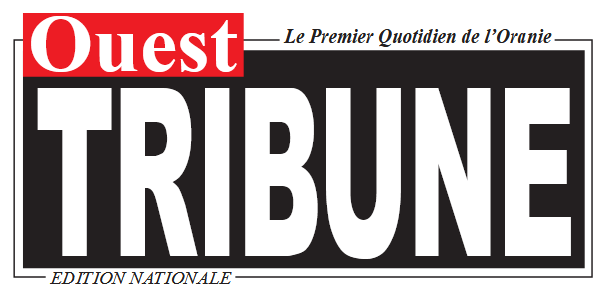 Ouest
Le Premier Quotidien de l'Oranie
TRIBUNE
EDITION NATIONALE